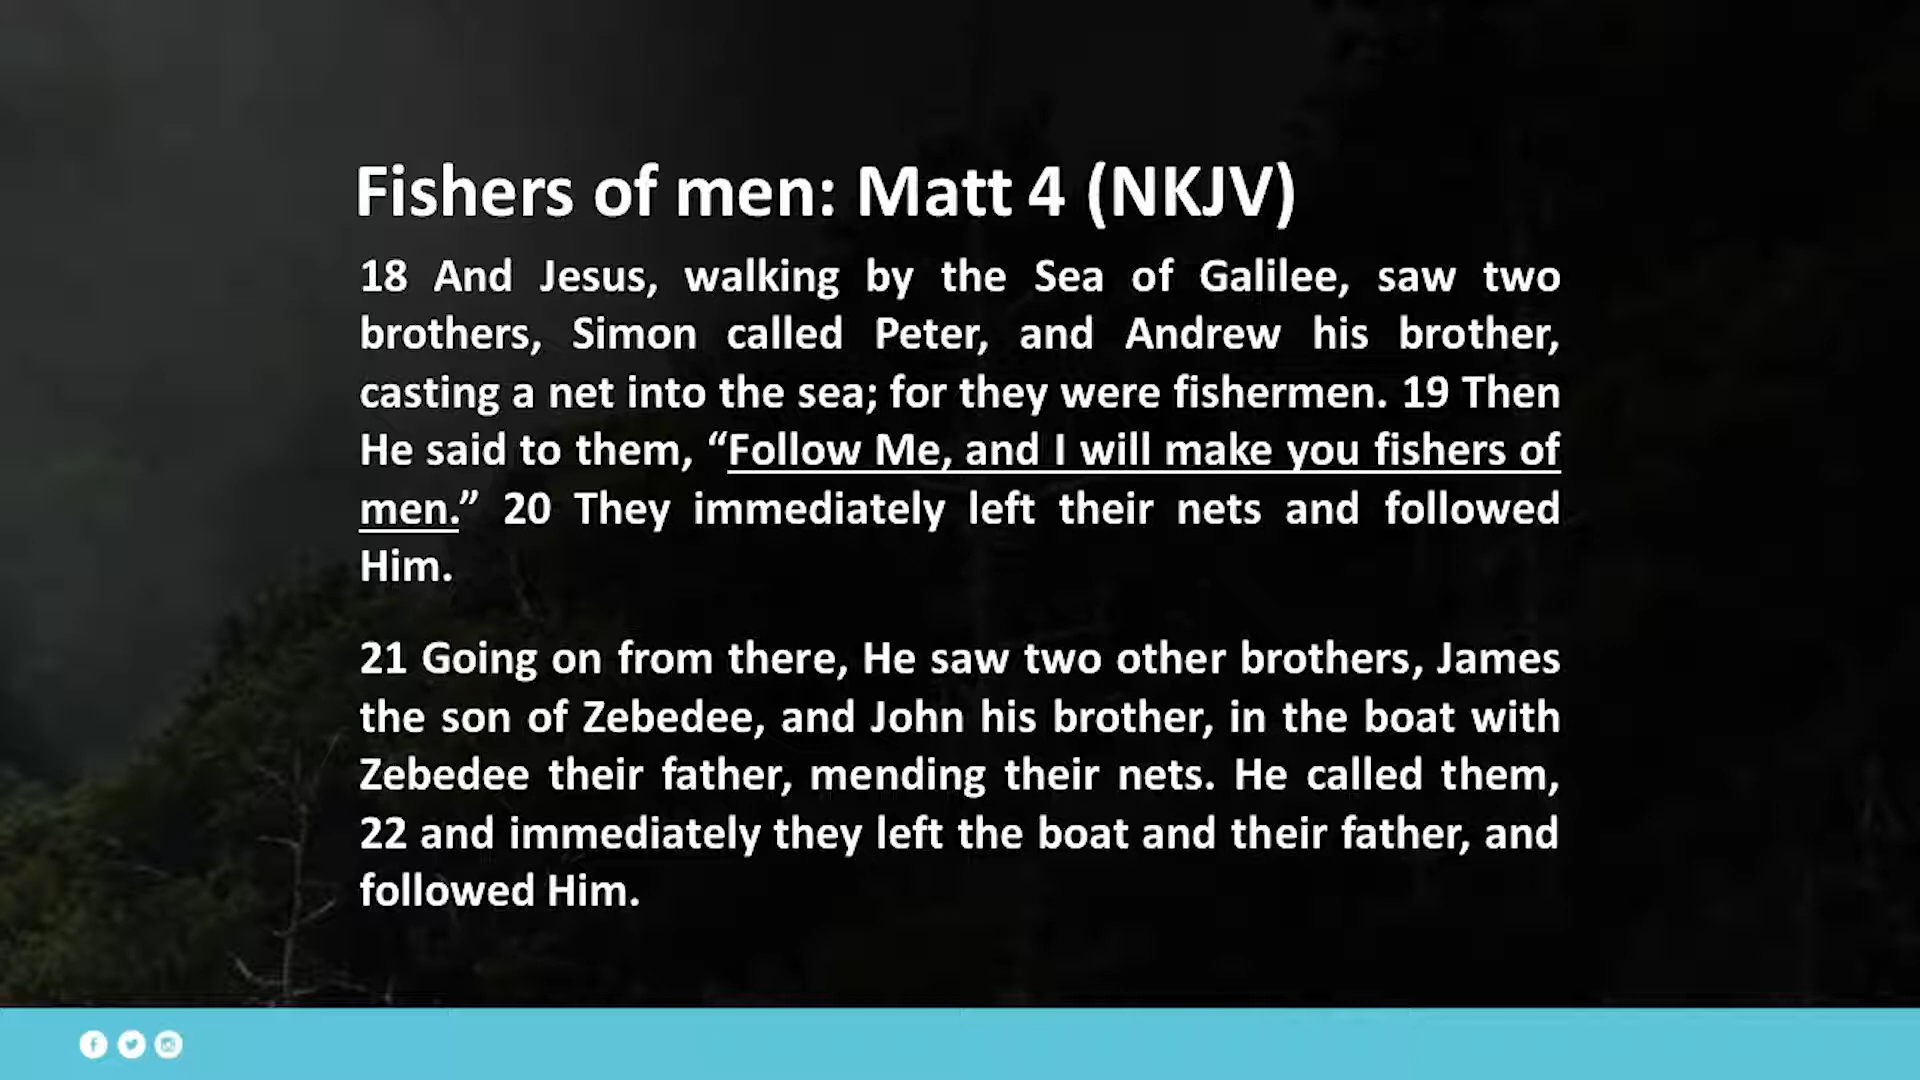 Fishers of men: Matt 4 (NKJV)
18 And Jesus, walking by the Sea of Galilee, saw two
brothers, Simon called Peter, and Andrew his brother,
casting a net into the sea; for they were fishermen. 19 Then
He said to them, “Follow Me, and I will make you fishers of
men.” 20 They immediately left their nets and followed
Him.
21 Going on from there, He saw two other brothers, James
the son of Zebedee, and John his brother, in the boat with
Zebedee their father, mending their nets. He called them,
22 and immediately they left the boat and their father, and
followed Him.